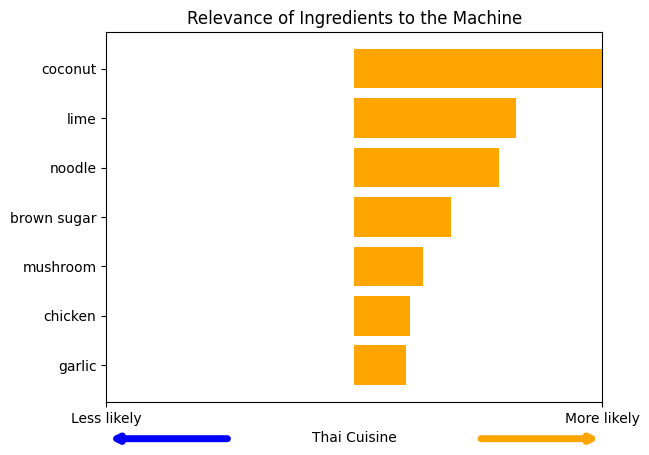 Relevance of Ingredients to the Machine
coconut
lime
noodle
brown sugar
mushroom
chicken
garlic
Less likely
More likely
Thai Cuisine